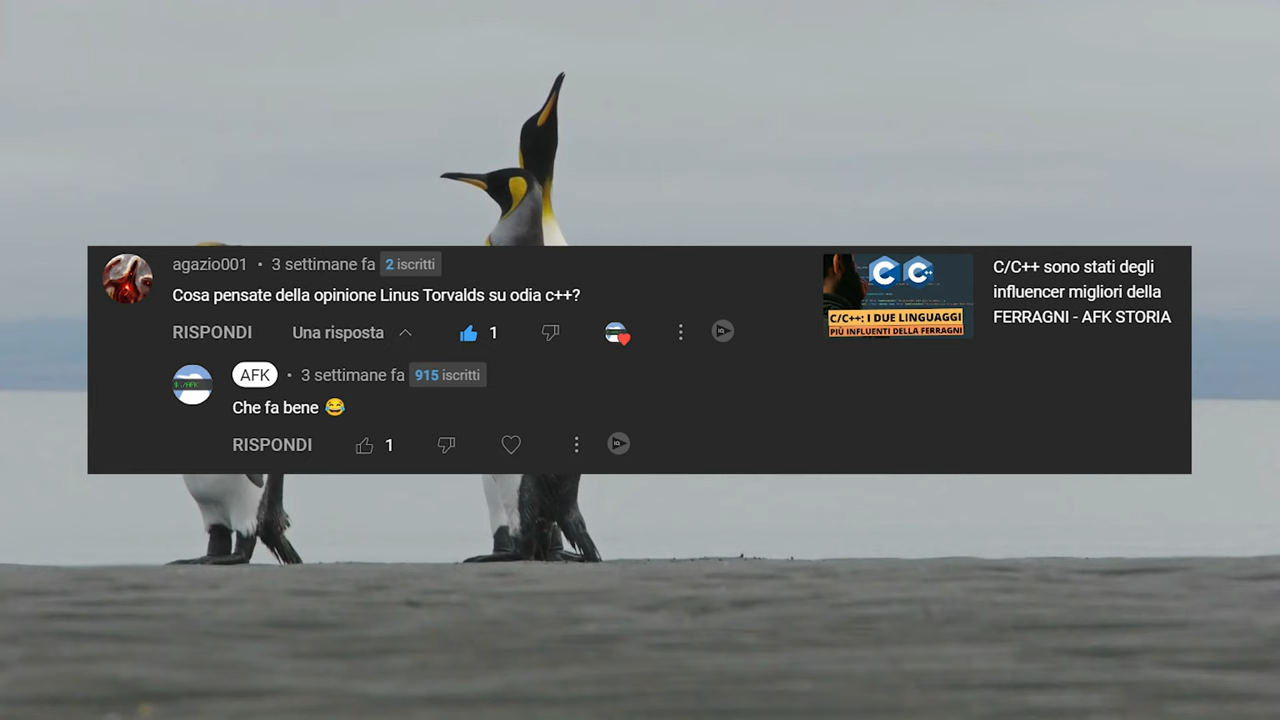 agazio001 • 3 settimane fa 2 iscritti
Cosa pensate della opinione Linus Torvalds su odia c++?
RISPONDI Una risposta 1
AFK • 3 settimane fa 915 iscritti
Che fa bene 😂
RISPONDI 1
C C++
C/C++: I DUE LINGUAGGI
PIÙ INFLUENTI DELLA FERRAGNI
C/C++ sono stati degli
influencer migliori della
FERRAGNI - AFK STORIA
$./AFK